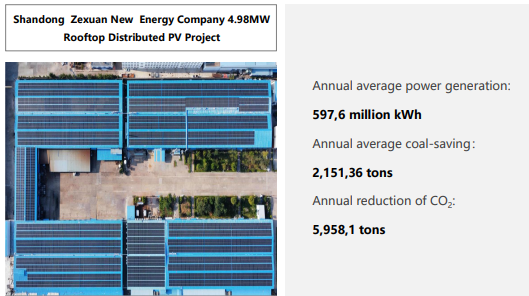 Shandong Zexuan New Energy Company 4.98MW
Rooftop Distributed PV Project
Annual average power generation:
597,6 million kWh
Annual average coal-saving:
2,151,36 tons
Annual reduction of CO₂:
5,958,1 tons